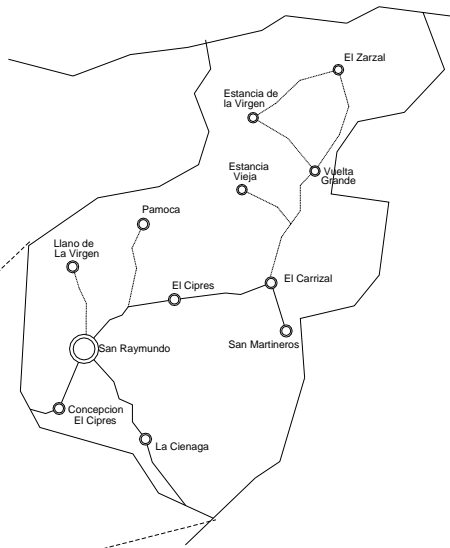 El Zarzal
Estancia de
la Virgen
Estancia
Vieja
Vuelta
Grande
Pamoca
Llano de
La Virgen
El Cipres
El Carrizal
San Raymundo
San Martineros
Concepcion
El Cipres
La Cienaga